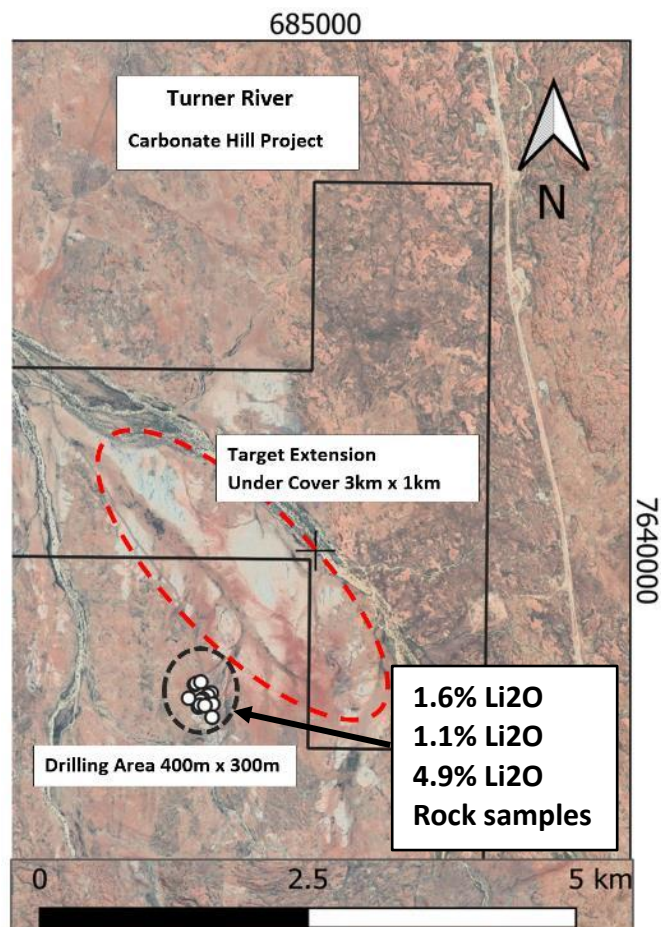 685000
Turner River
Carbonate Hill Project
N
Target Extension
Under Cover 3km x 1km
7640000
1.6% Li2O
1.1% Li2O
4.9% Li2O
Rock samples
Drilling Area 400m x 300m
0 2.5 5 km